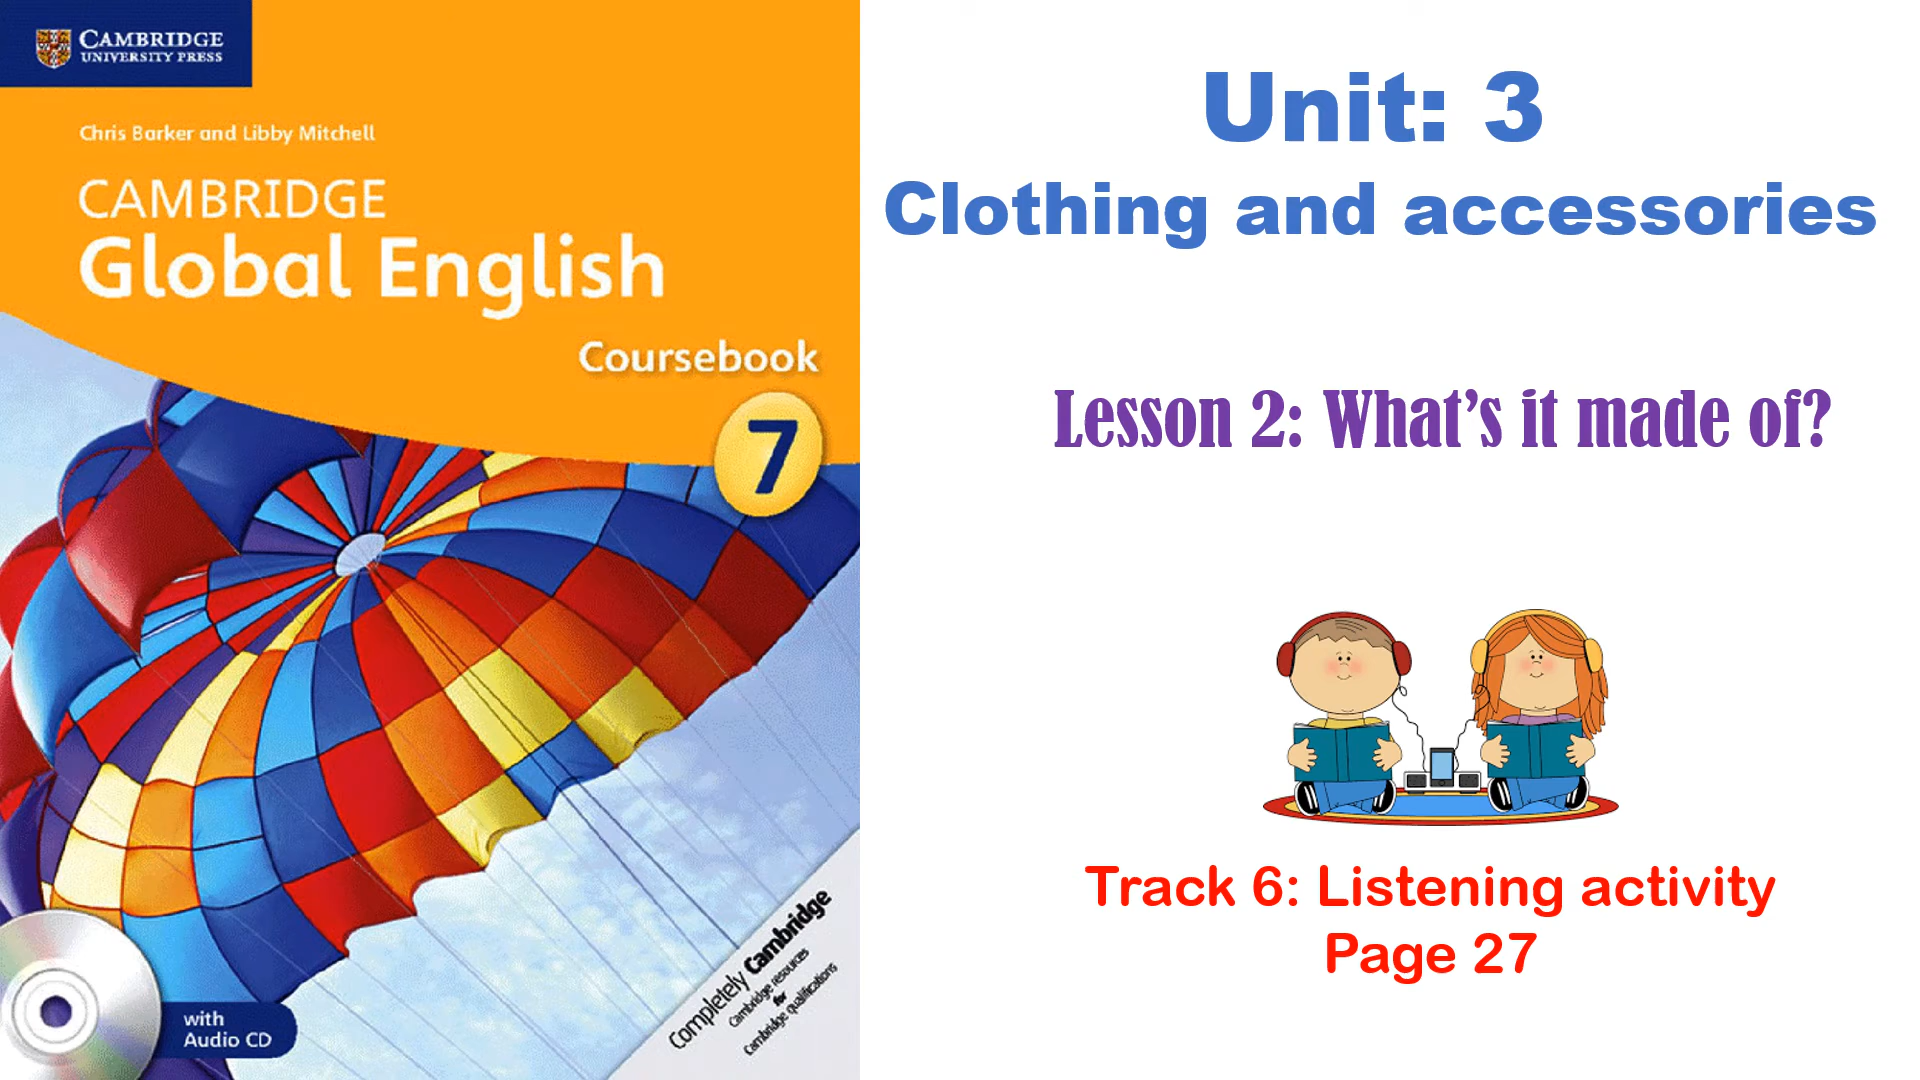 CAMBRIDGE
UNIVERSITY PRESS
Chris Barker and Libby Mitchell
CAMBRIDGE
Global English
Coursebook
7
with
Audio CD
Completely Cambridge
Cambridge resources
for
Cambridge qualifications
Unit: 3
Clothing and accessories
Lesson 2: What's it made of?
Track 6: Listening activity
Page 27